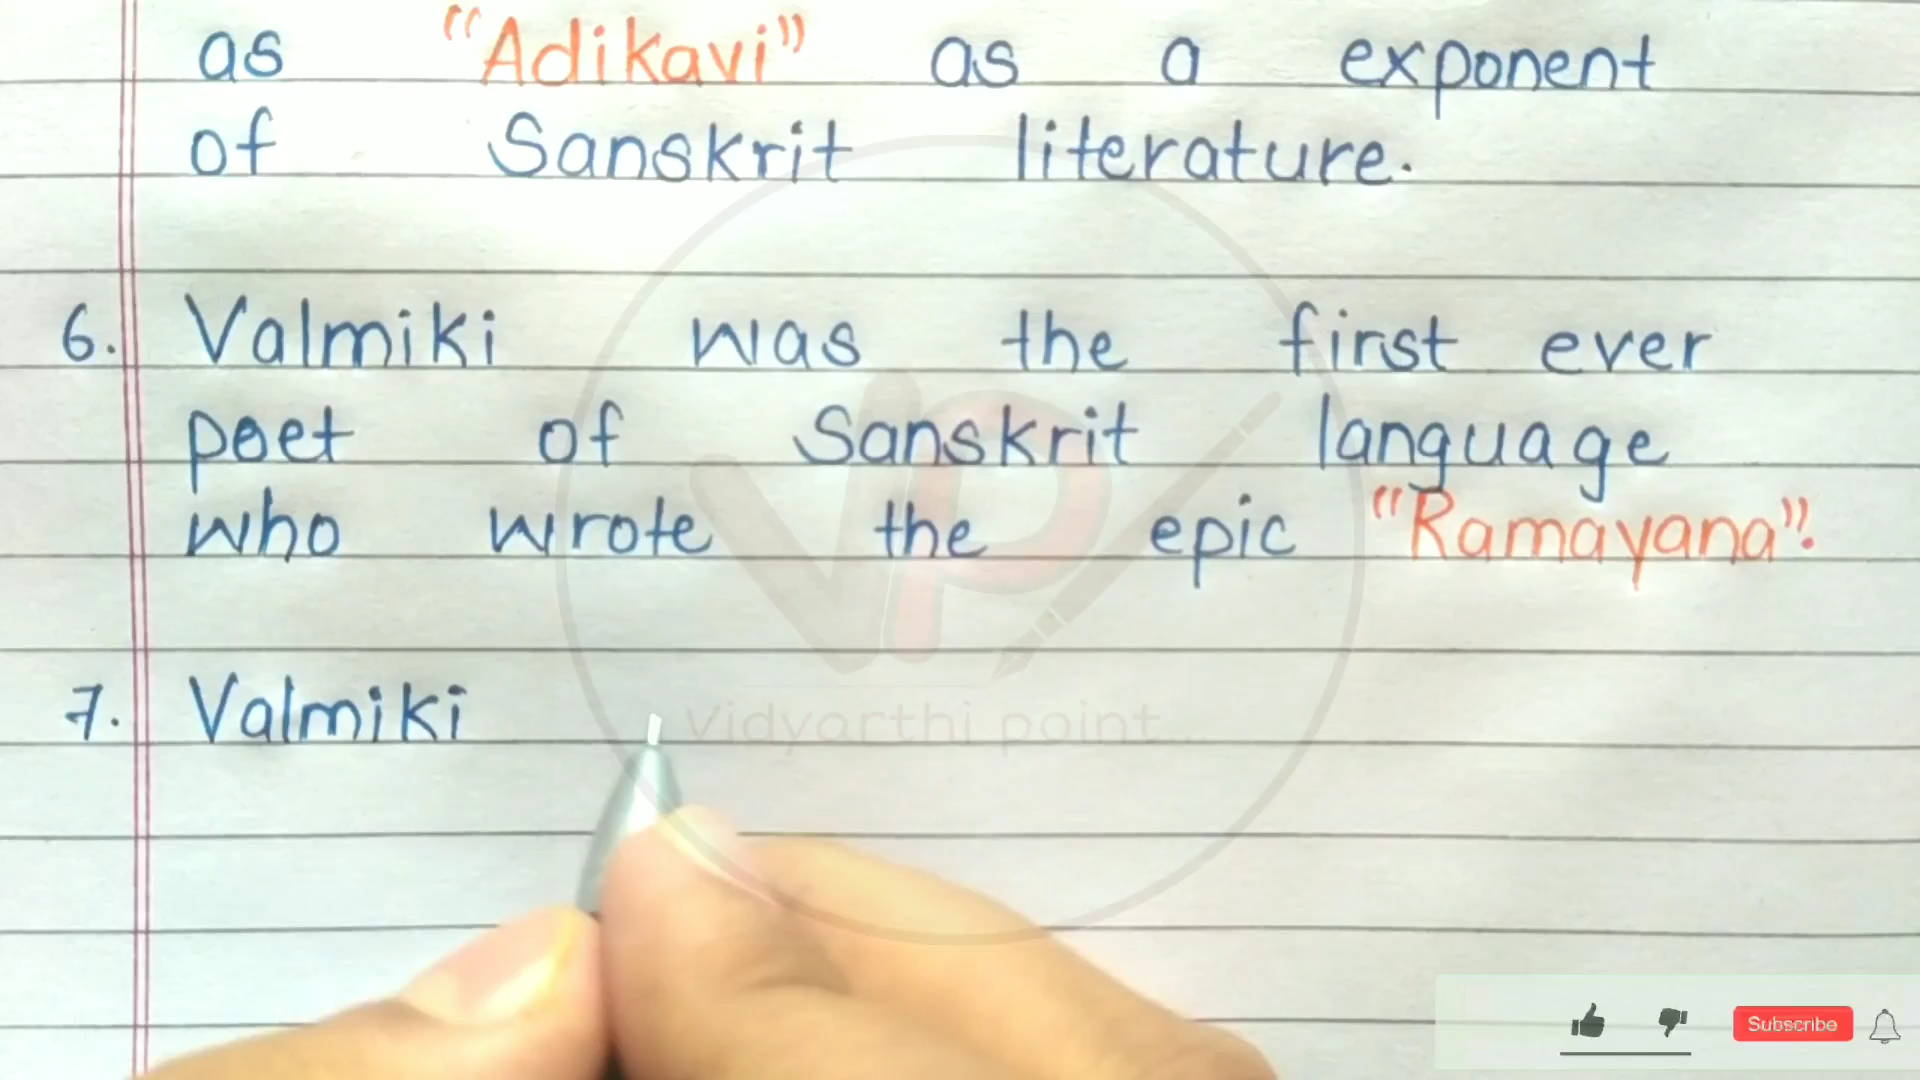 as "Adikavi" as a exponent
of Sanskrit literature.
6. Valmiki was the first ever
poet of Sanskrit language
who wrote the epic "Ramayana".
7. Valmiki
Vidyarthi point...
Subscribe